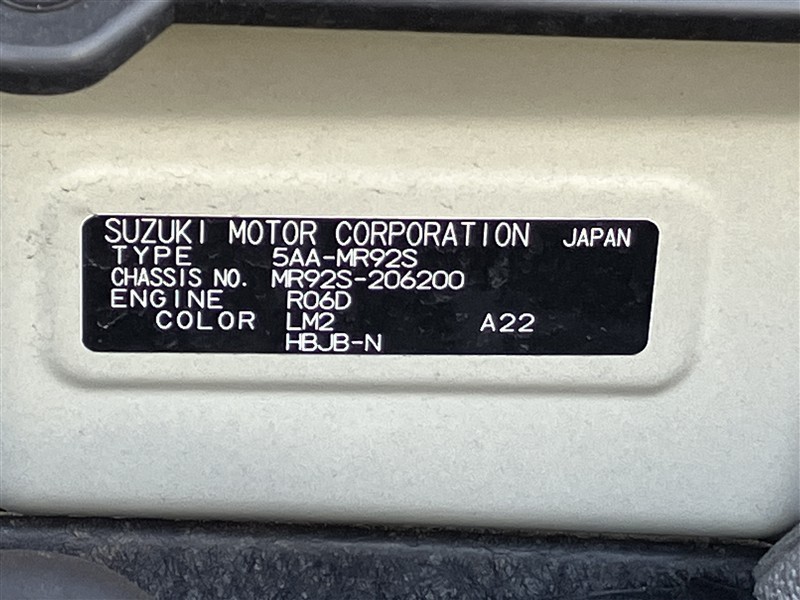 SUZUKI MOTOR CORPORATION JAPAN
TYPE 5AA-MR92S
CHASSIS NO. MR92S-206200
ENGINE R06D
COLOR LM2 A22
HBJB-N